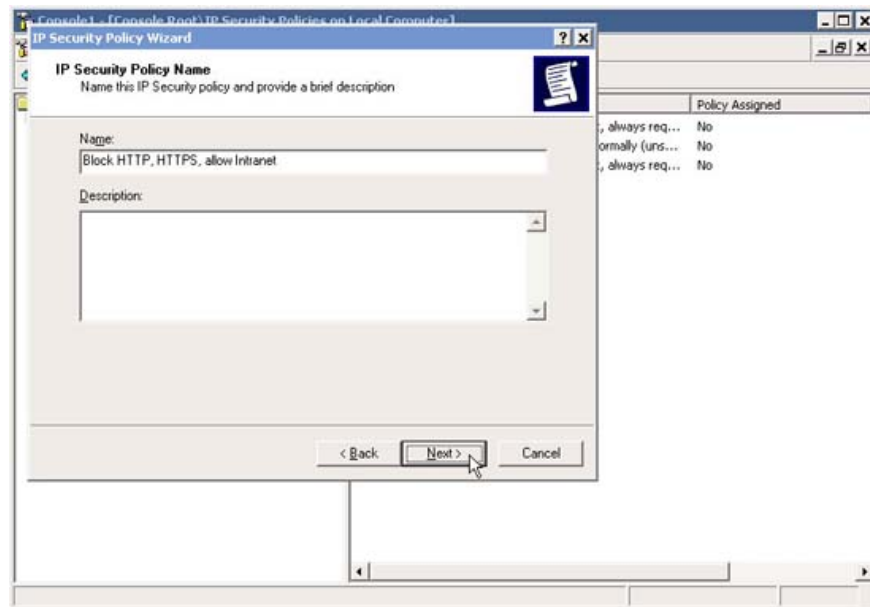 Console1 - [Console Root\IP Security Policies on Local Computer]
IP Security Policy Wizard
IP Security Policy Name
Name this IP Security policy and provide a brief description
Name:
Block HTTP, HTTPS, allow Intranet
Description:
< Back
Next >
Cancel
Policy Assigned
, always req... No
ormally (uns... No
, always req... No